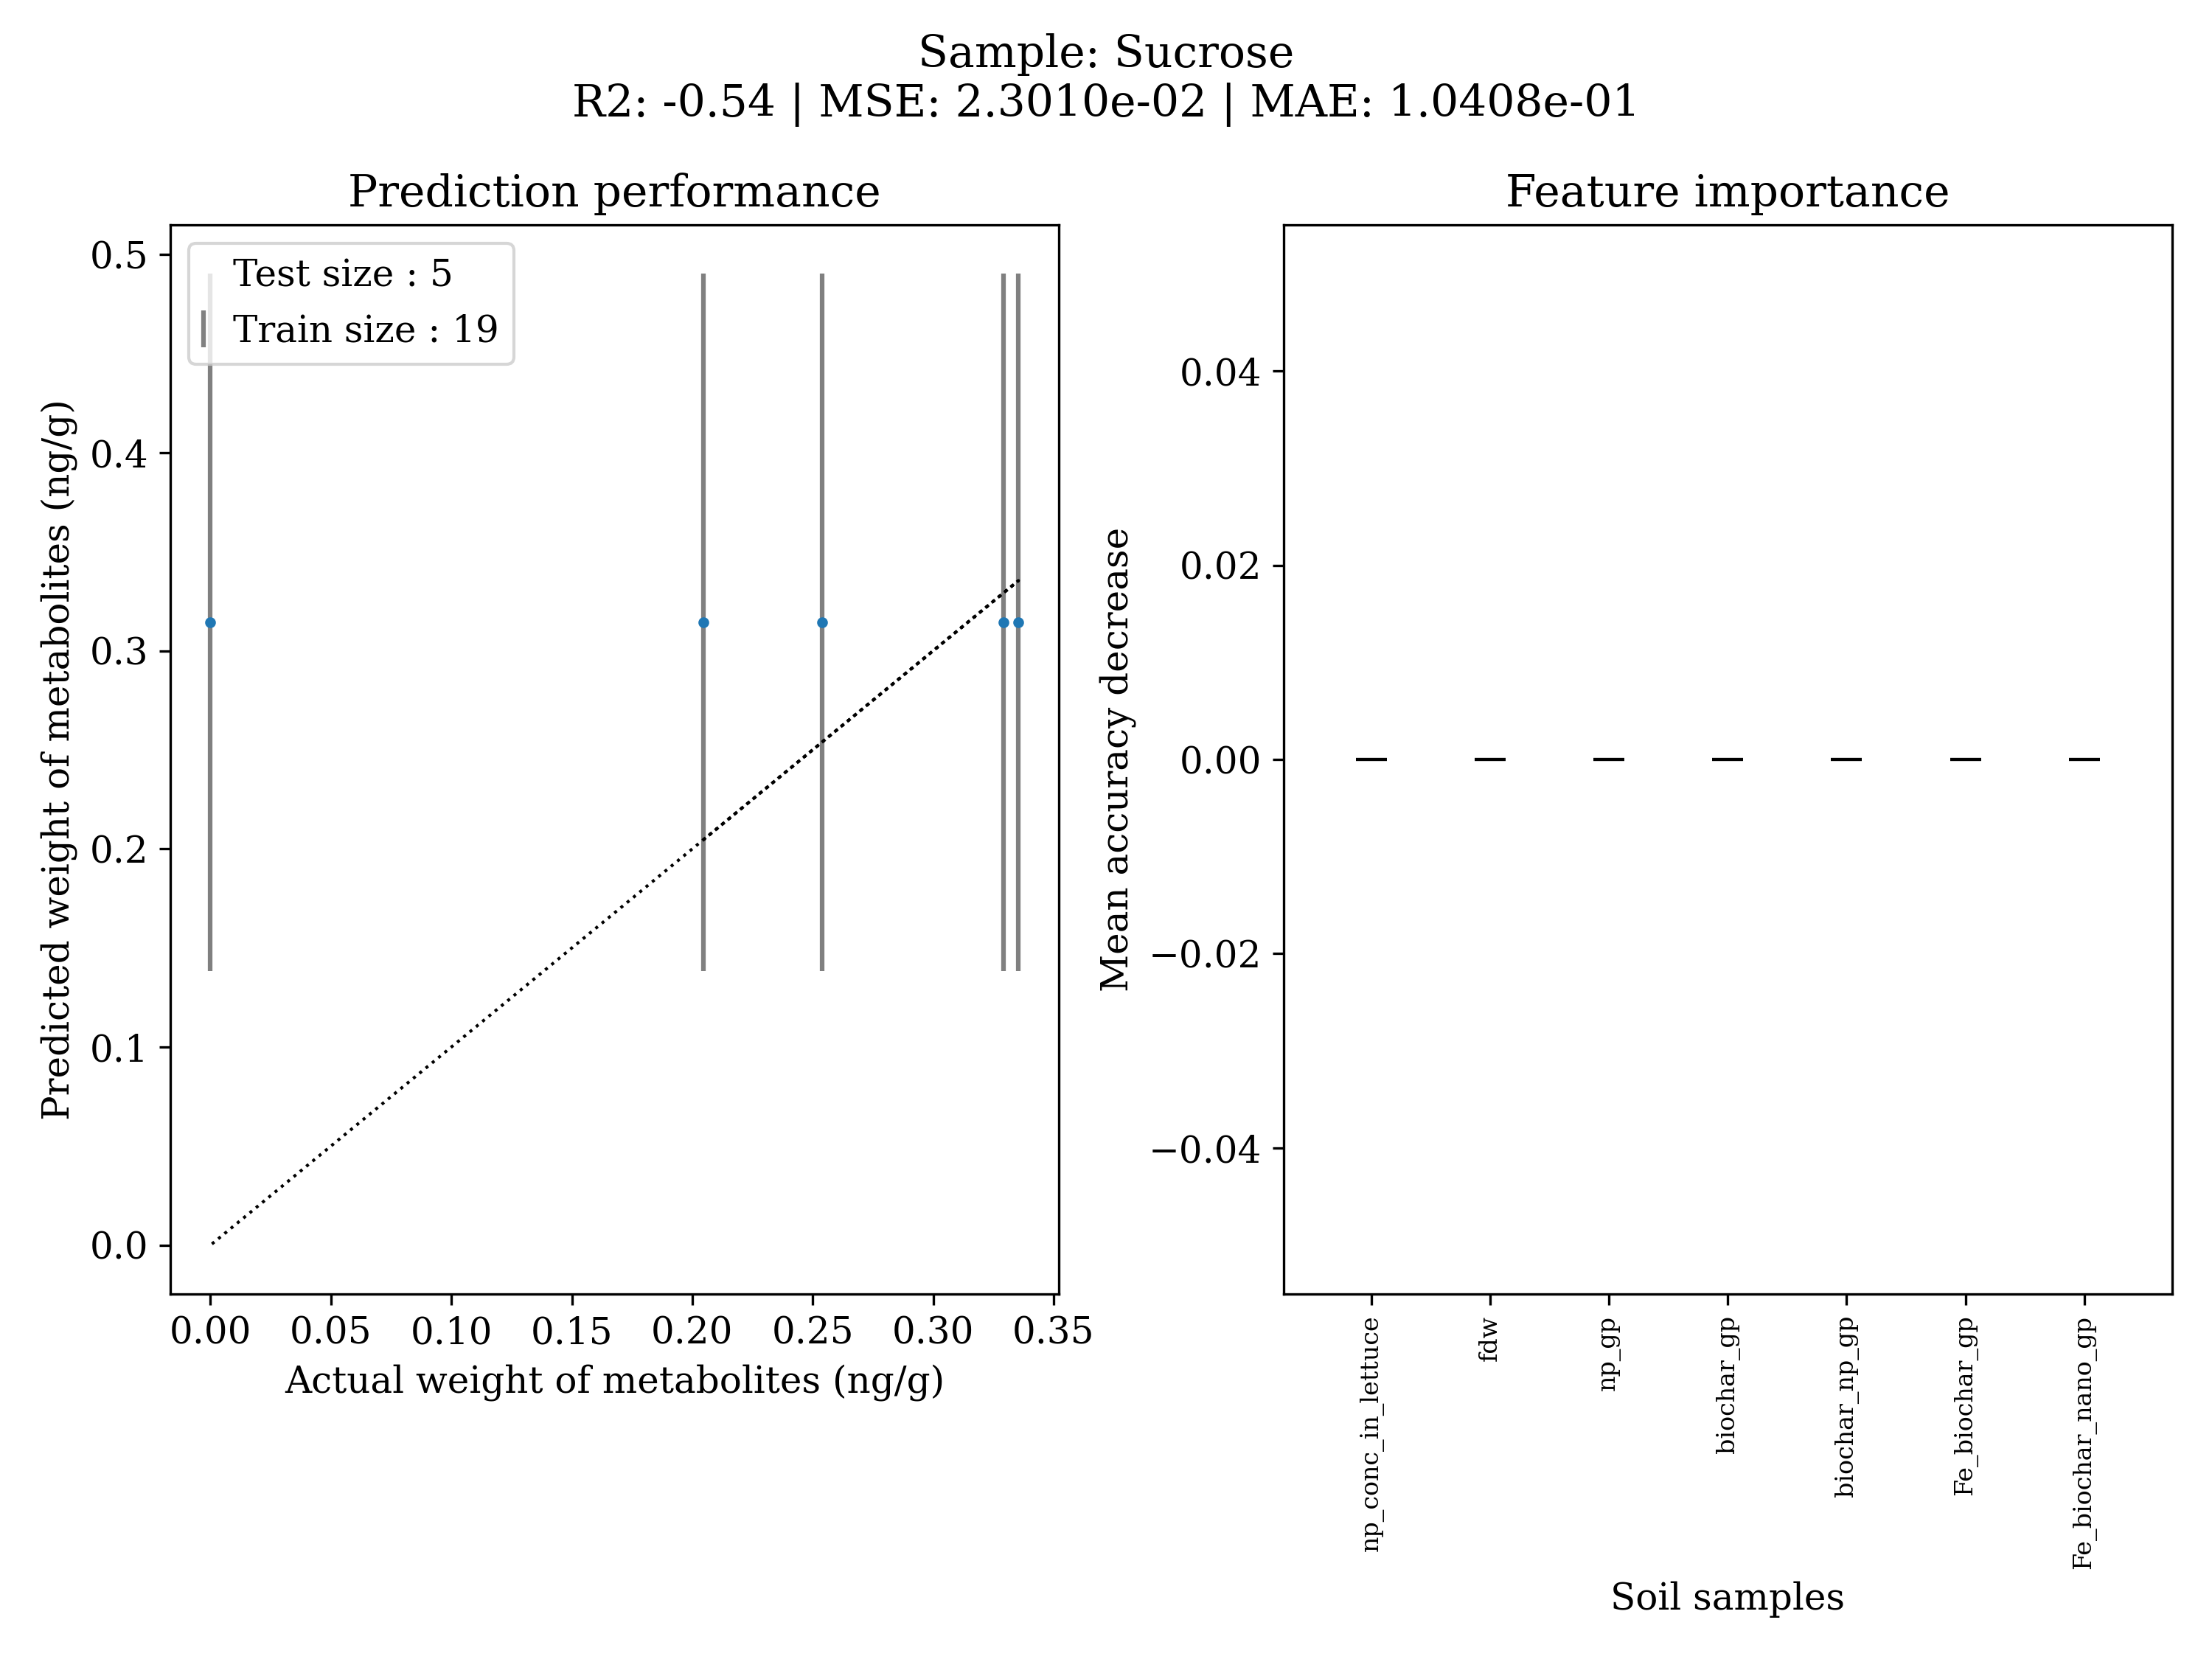 Sample: Sucrose
R2: -0.54 | MSE: 2.3010e-02 | MAE: 1.0408e-01
Prediction performance
Test size : 5
Train size : 19
0.5
0.4
0.3
0.2
0.1
0.0
Predicted weight of metabolites (ng/g)
0.00 0.05 0.10 0.15 0.20 0.25 0.30 0.35
Actual weight of metabolites (ng/g)
Feature importance
0.04
0.02
0.00
−0.02
−0.04
Mean accuracy decrease
np_conc_in_lettuce
fdw
np_gp
biochar_gp
biochar_np_gp
Fe_biochar_gp
Fe_biochar_nano_gp
Soil samples